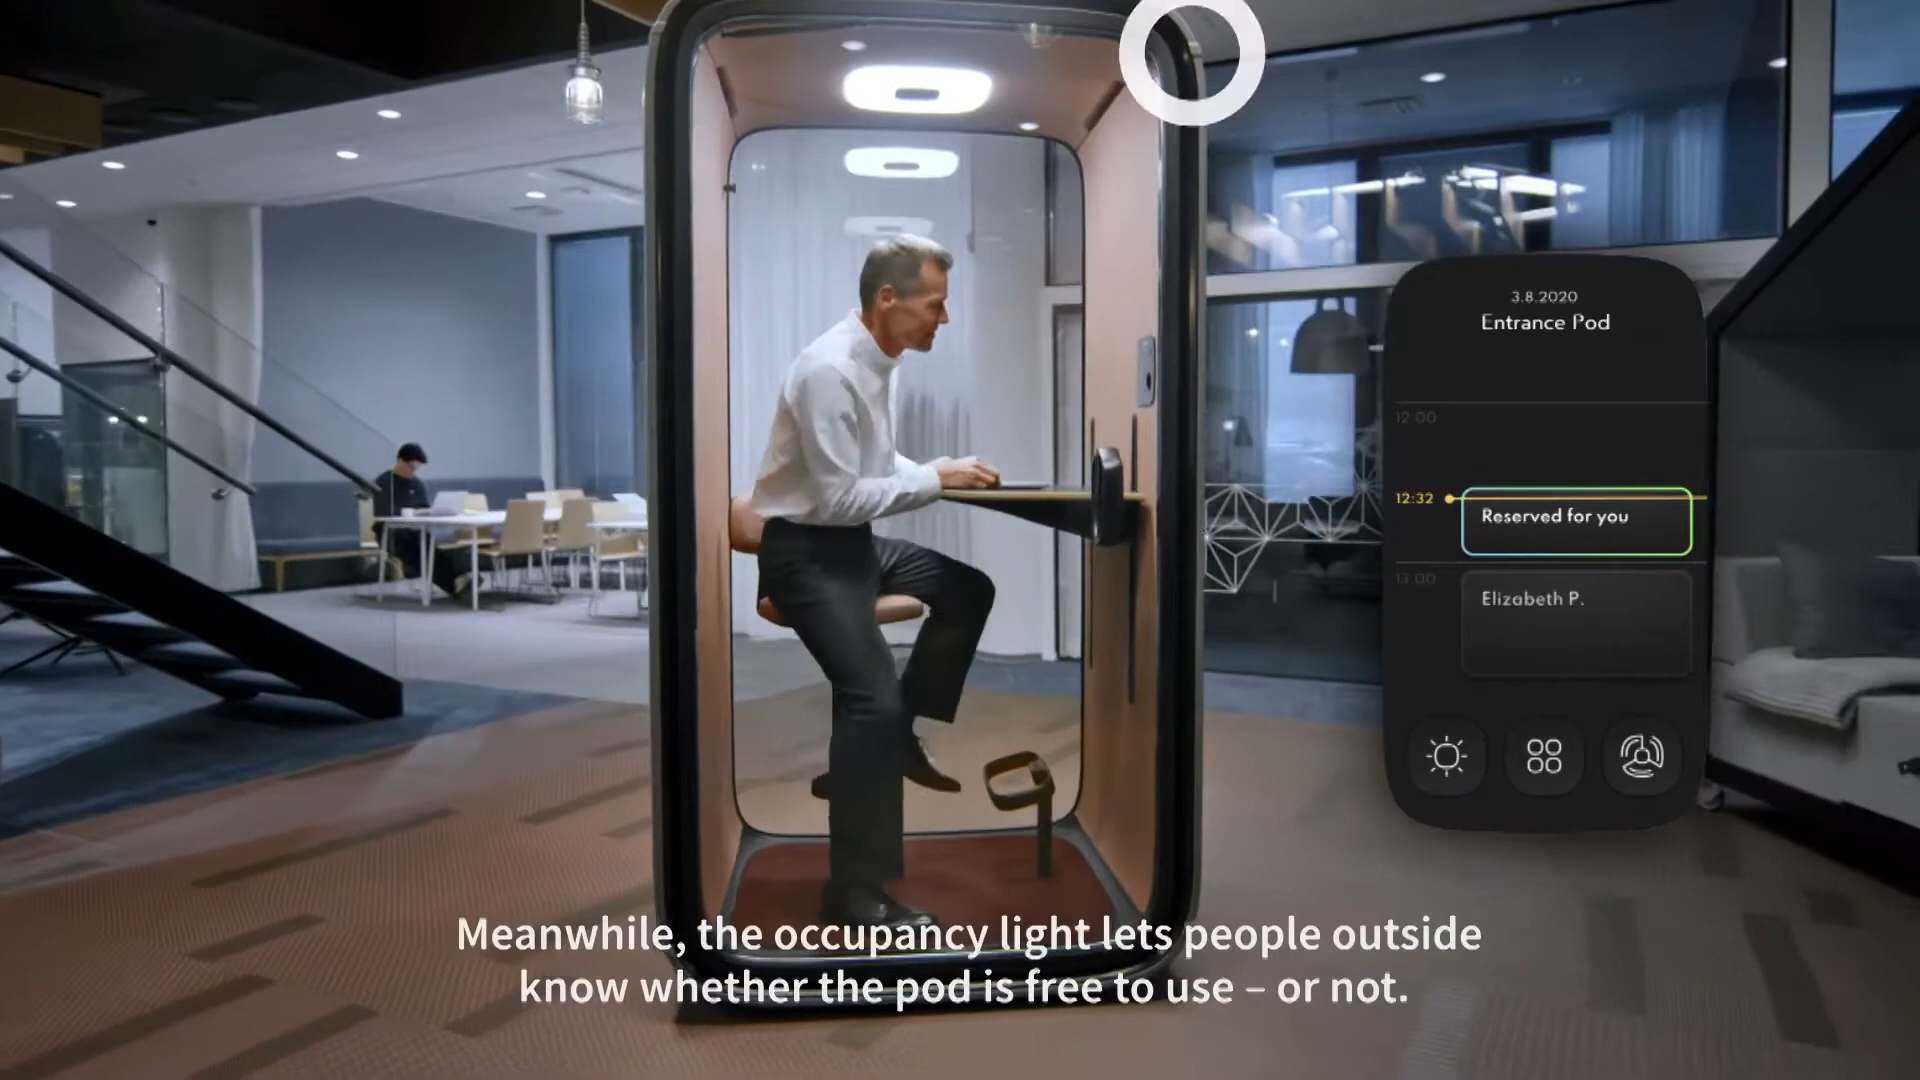 3.8.2020
Entrance Pod
12:00
12:32
Reserved for you
13:00
Elizabeth P.
Meanwhile, the occupancy light lets people outside
know whether the pod is free to use – or not.